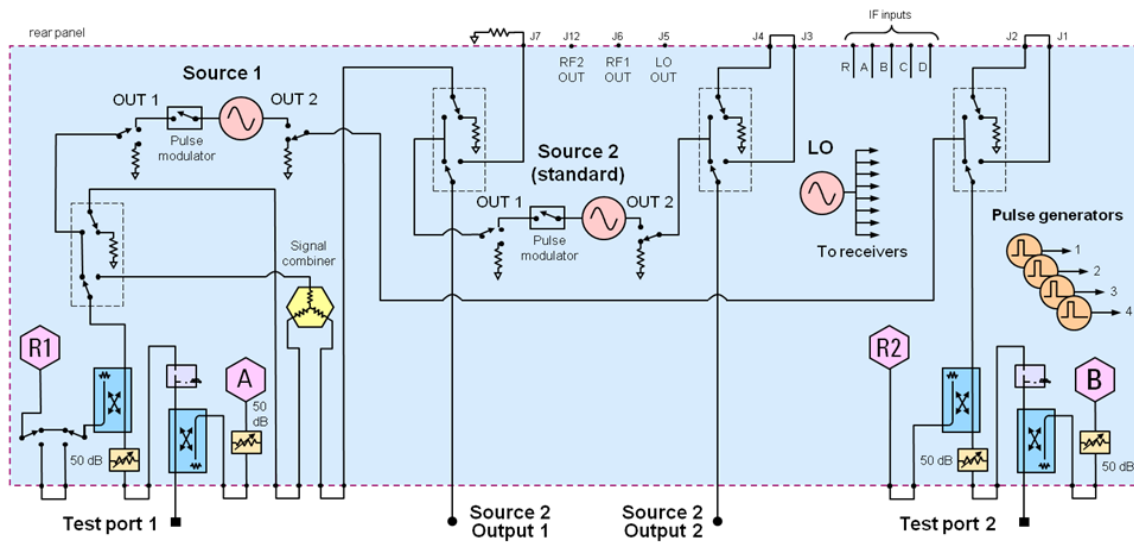 rear panel
J7
J12
J6
J5
J4
J3
IF inputs
J2
J1
RF2
OUT
RF1
OUT
LO
OUT
R
A
B
C
D
Source 1
OUT 1
OUT 2
Pulse
modulator
Source 2
(standard)
OUT 1
OUT 2
Pulse
modulator
LO
To receivers
Pulse generators
1
2
3
4
Signal
combiner
R1
A
50
dB
50 dB
R2
B
50 dB
50 dB
Test port 1
Source 2
Output 1
Source 2
Output 2
Test port 2